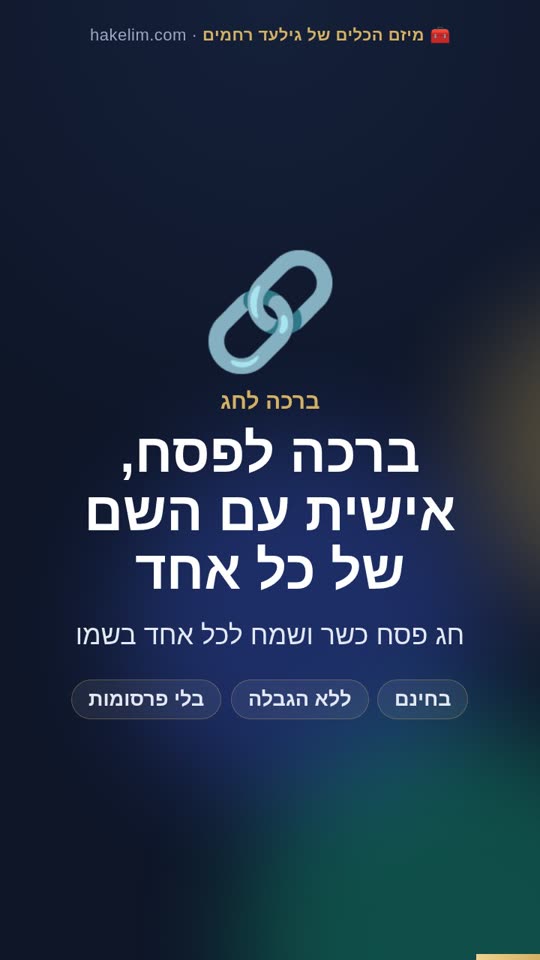 🧰 מיזם הכלים של גילעד רחמים · hakelim.com
ברכה לחג
ברכה לפסח,
אישית עם השם
של כל אחד
חג פסח כשר ושמח לכל אחד בשמו
בחינם
ללא הגבלה
בלי פרסומות